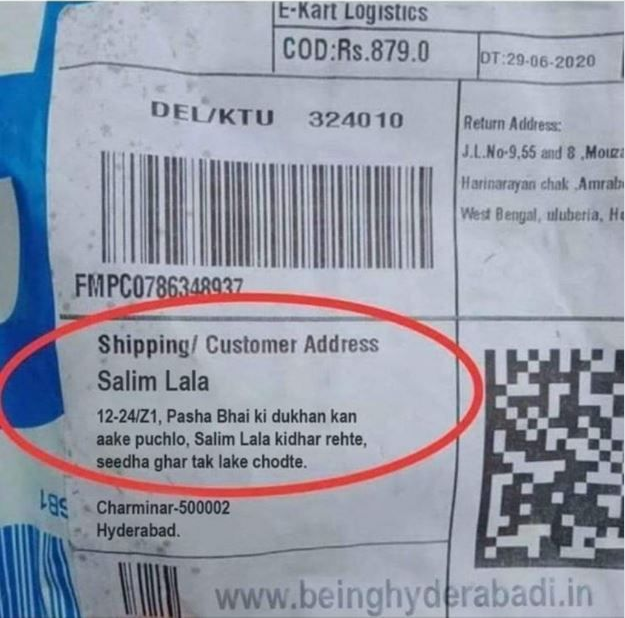 E-Kart Logistics
COD:Rs.879.0
DT:29-06-2020
DEL/KTU 324010
Return Address:
J.L.No-9,55 and 8 ,Mouza
Harinarayan chak ,Amrab
West Bengal, uluberia, H
FMPC0786348937
Shipping/ Customer Address
Salim Lala
12-24/Z1, Pasha Bhai ki dukhan kan
aake puchlo, Salim Lala kidhar rehte,
seedha ghar tak lake chodte.
Charminar-500002
Hyderabad.
www.beinghyderabadi.in